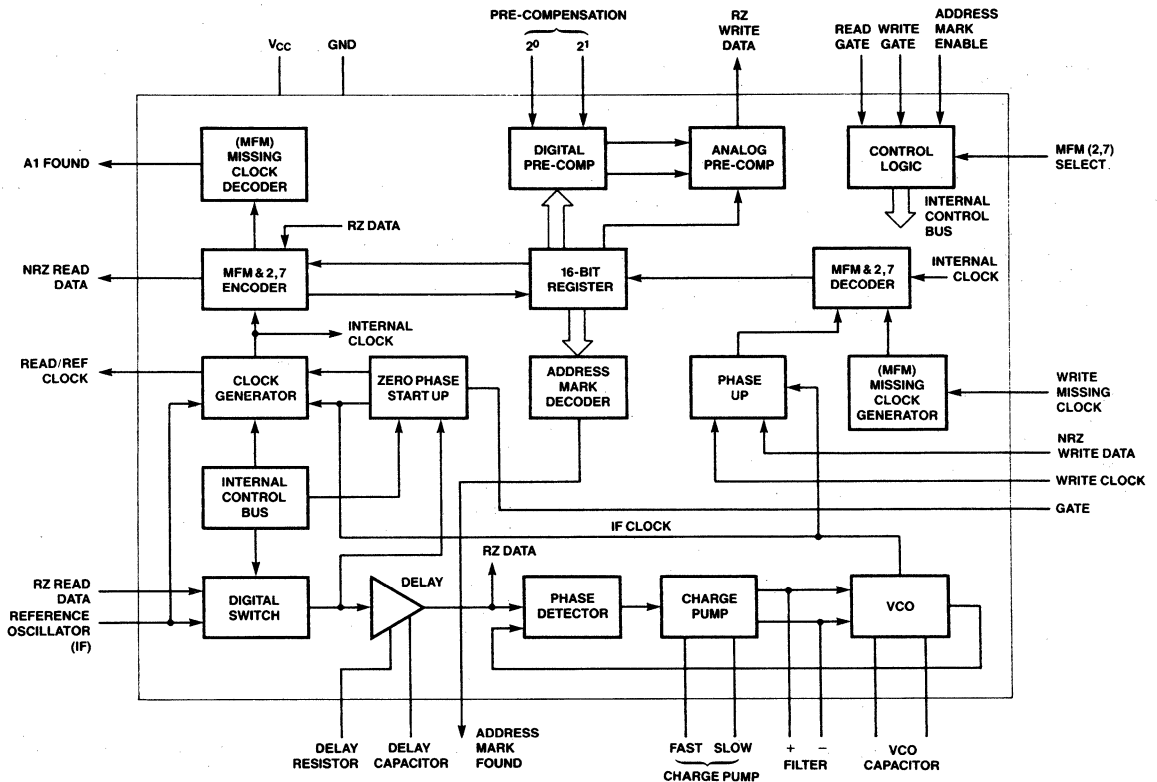 PRE-COMPENSATION
2⁰ 2¹
RZ
WRITE
DATA
READ
GATE
WRITE
GATE
ADDRESS
MARK
ENABLE
VCC
GND
(MFM)
MISSING
CLOCK
DECODER
A1 FOUND
DIGITAL
PRE-COMP
ANALOG
PRE-COMP
CONTROL
LOGIC
MFM (2,7)
SELECT
INTERNAL
CONTROL
BUS
RZ DATA
NRZ READ
DATA
MFM & 2,7
ENCODER
16-BIT
REGISTER
MFM & 2,7
DECODER
INTERNAL
CLOCK
INTERNAL
CLOCK
READ/REF
CLOCK
CLOCK
GENERATOR
ZERO PHASE
START UP
ADDRESS
MARK
DECODER
PHASE
UP
(MFM)
MISSING
CLOCK
GENERATOR
WRITE
MISSING
CLOCK
NRZ
WRITE DATA
WRITE CLOCK
GATE
INTERNAL
CONTROL
BUS
IF CLOCK
RZ DATA
RZ READ
DATA
REFERENCE
OSCILLATOR
(IF)
DIGITAL
SWITCH
DELAY
PHASE
DETECTOR
CHARGE
PUMP
VCO
DELAY
RESISTOR
DELAY
CAPACITOR
ADDRESS
MARK
FOUND
FAST SLOW
CHARGE PUMP
+ −
FILTER
VCO
CAPACITOR